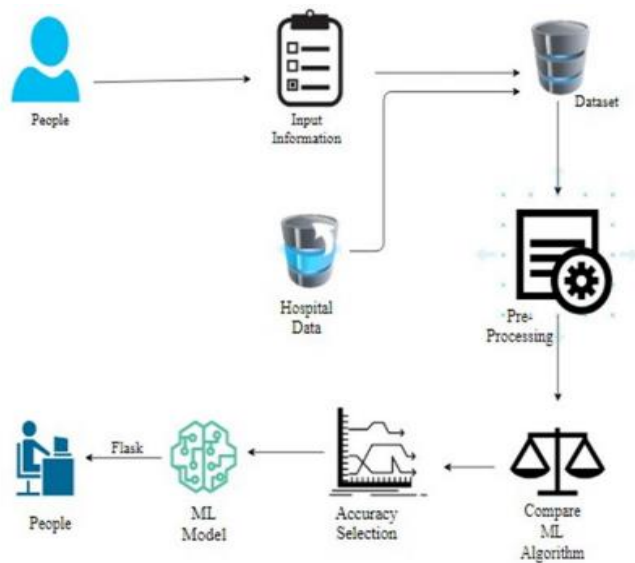 People
Input
Information
Dataset
Hospital
Data
Pre-
Processing
Flask
People
ML
Model
Accuracy
Selection
Compare
ML
Algorithm